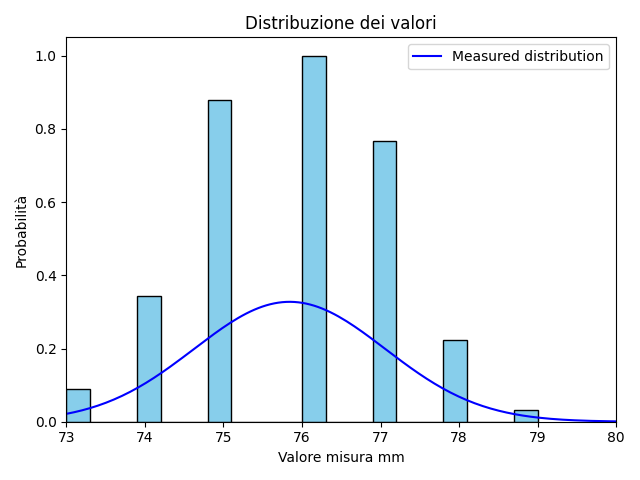 Distribuzione dei valori
Measured distribution
Probabilità
1.0
0.8
0.6
0.4
0.2
0.0
73 74 75 76 77 78 79 80
Valore misura mm